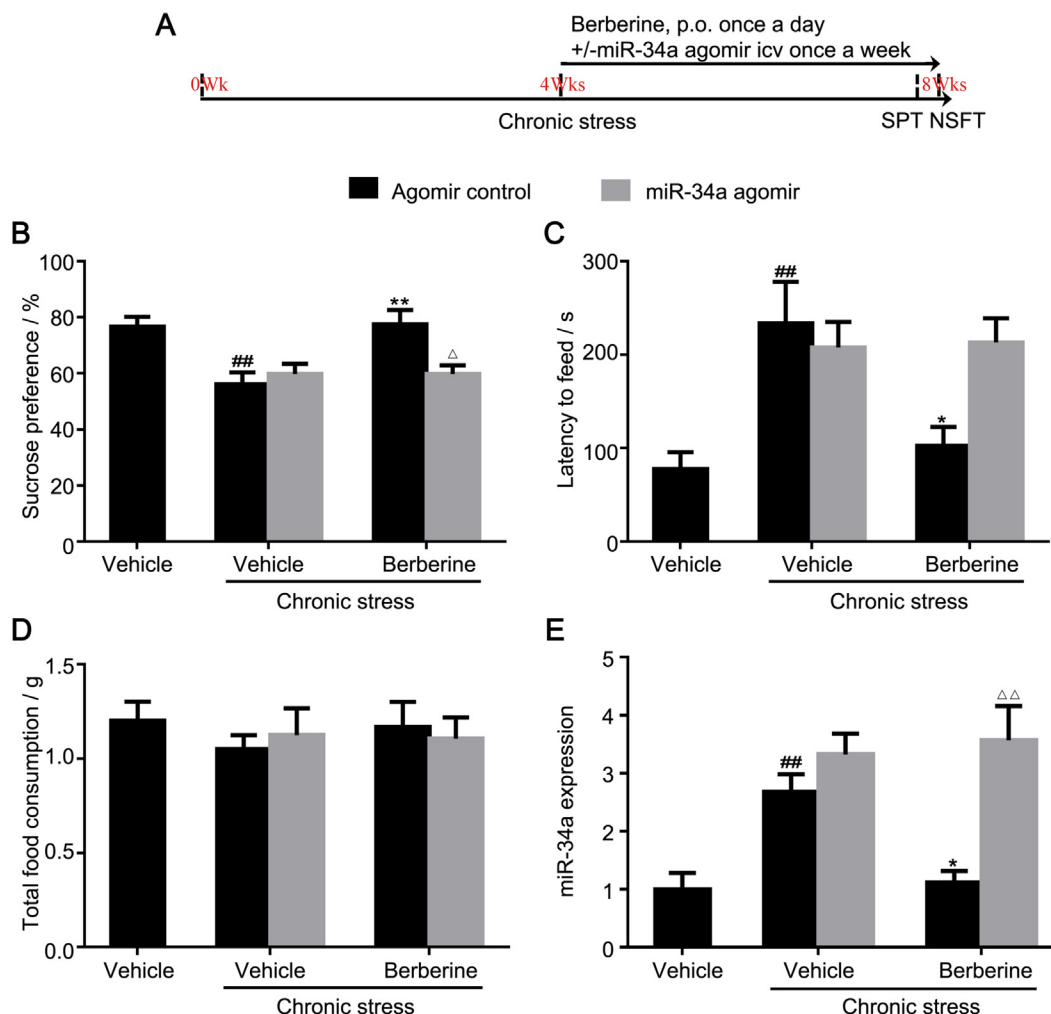 A
Berberine, p.o. once a day
+/-miR-34a agomir icv once a week
0Wk
4Wks
8Wks
Chronic stress
SPT NSFT
Agomir control
miR-34a agomir
B
Sucrose preference / %
100
80
60
40
20
0
##
**
△
Vehicle
Vehicle
Berberine
Chronic stress
C
Latency to feed / s
300
200
100
0
##
*
Vehicle
Vehicle
Berberine
Chronic stress
D
Total food consumption / g
1.5
1.0
0.5
0.0
Vehicle
Vehicle
Berberine
Chronic stress
E
miR-34a expression
5
4
3
2
1
0
##
*
△△
Vehicle
Vehicle
Berberine
Chronic stress